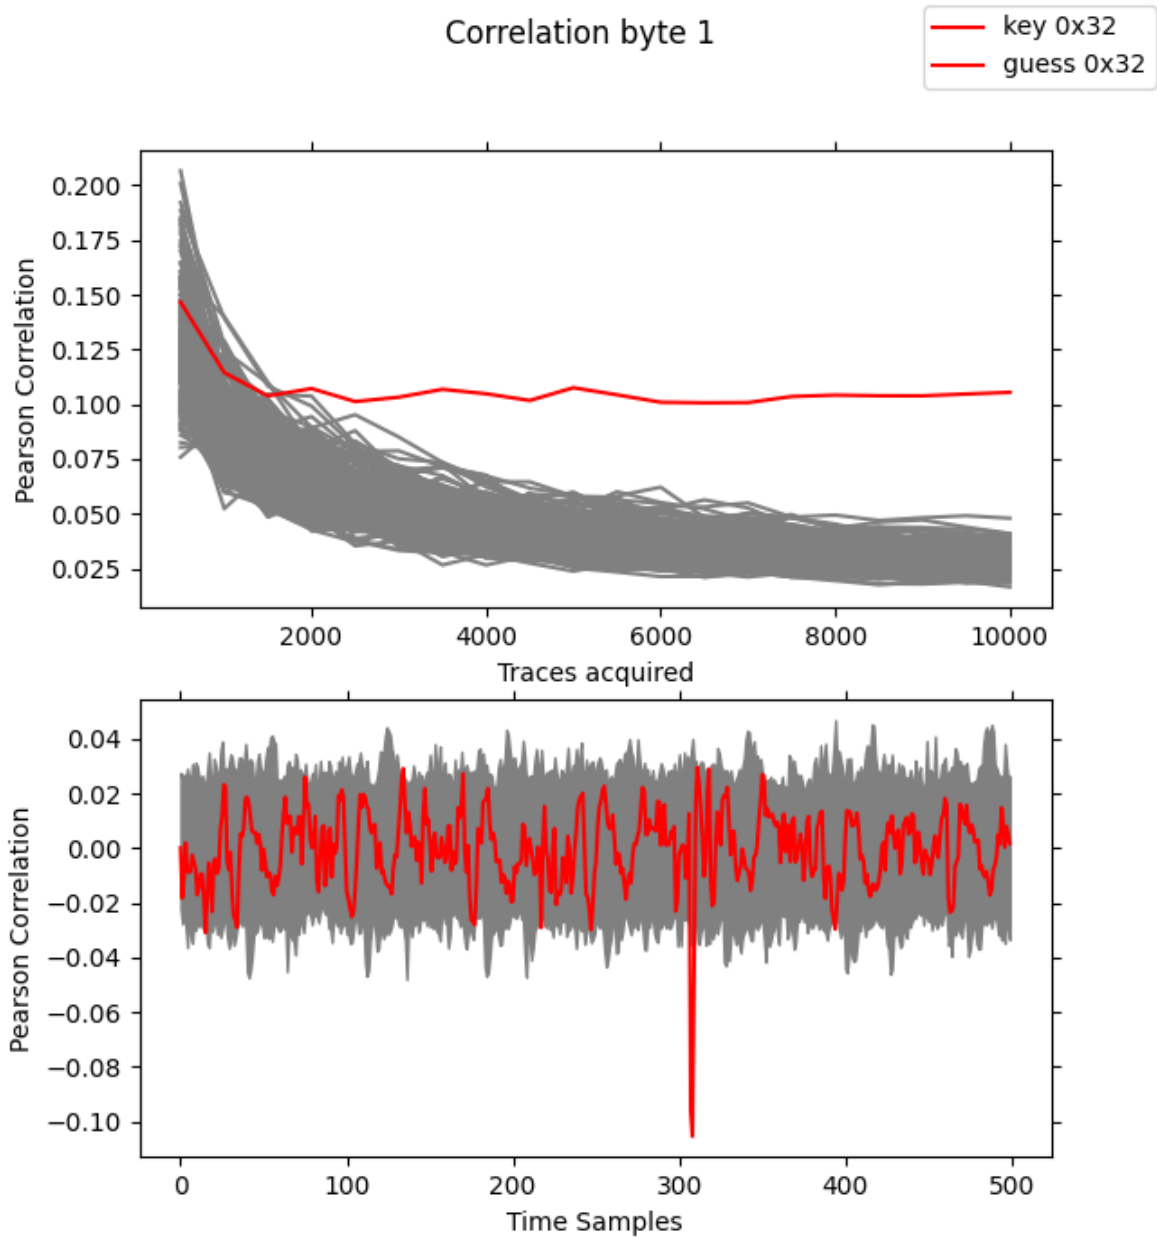 Correlation byte 1
key 0x32
guess 0x32
0.200
0.175
0.150
0.125
0.100
0.075
0.050
0.025
Pearson Correlation
2000 4000 6000 8000 10000
Traces acquired
0.04
0.02
0.00
−0.02
−0.04
−0.06
−0.08
−0.10
Pearson Correlation
0 100 200 300 400 500
Time Samples